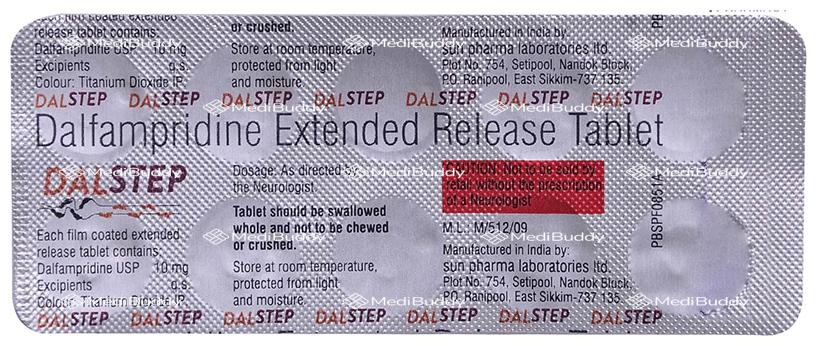 Each film coated extended
release tablet contains:
Dalfampridine USP 10 mg
Excipients q.s.
Colour: Titanium Dioxide IP.
or crushed.
Store at room temperature,
protected from light
and moisture.
Manufactured in India by:
sun pharma laboratories ltd.
Plot No. 754, Setipool, Nandok Block,
P.O. Ranipool, East Sikkim-737 135.
DALSTEP DALSTEP DALSTEP DALSTEP DALSTEP DALSTEP DALSTEP
Dalfampridine Extended Release Tablet
DALSTEP
Each film coated extended
release tablet contains:
Dalfampridine USP 10 mg
Excipients q.s.
Colour: Titanium Dioxide IP.
Dosage: As directed by
the Neurologist.
Tablet should be swallowed
whole and not to be chewed
or crushed.
Store at room temperature,
protected from light
and moisture.
CAUTION: Not to be sold by
retail without the prescription
of a Neurologist
M.L.: M/512/09
Manufactured in India by:
sun pharma laboratories ltd.
Plot No. 754, Setipool, Nandok Block,
P.O. Ranipool, East Sikkim-737 135.
PBSPF0851A
DALSTEP DALSTEP DALSTEP DALSTEP DALSTEP DALSTEP DALSTEP
MediBuddy